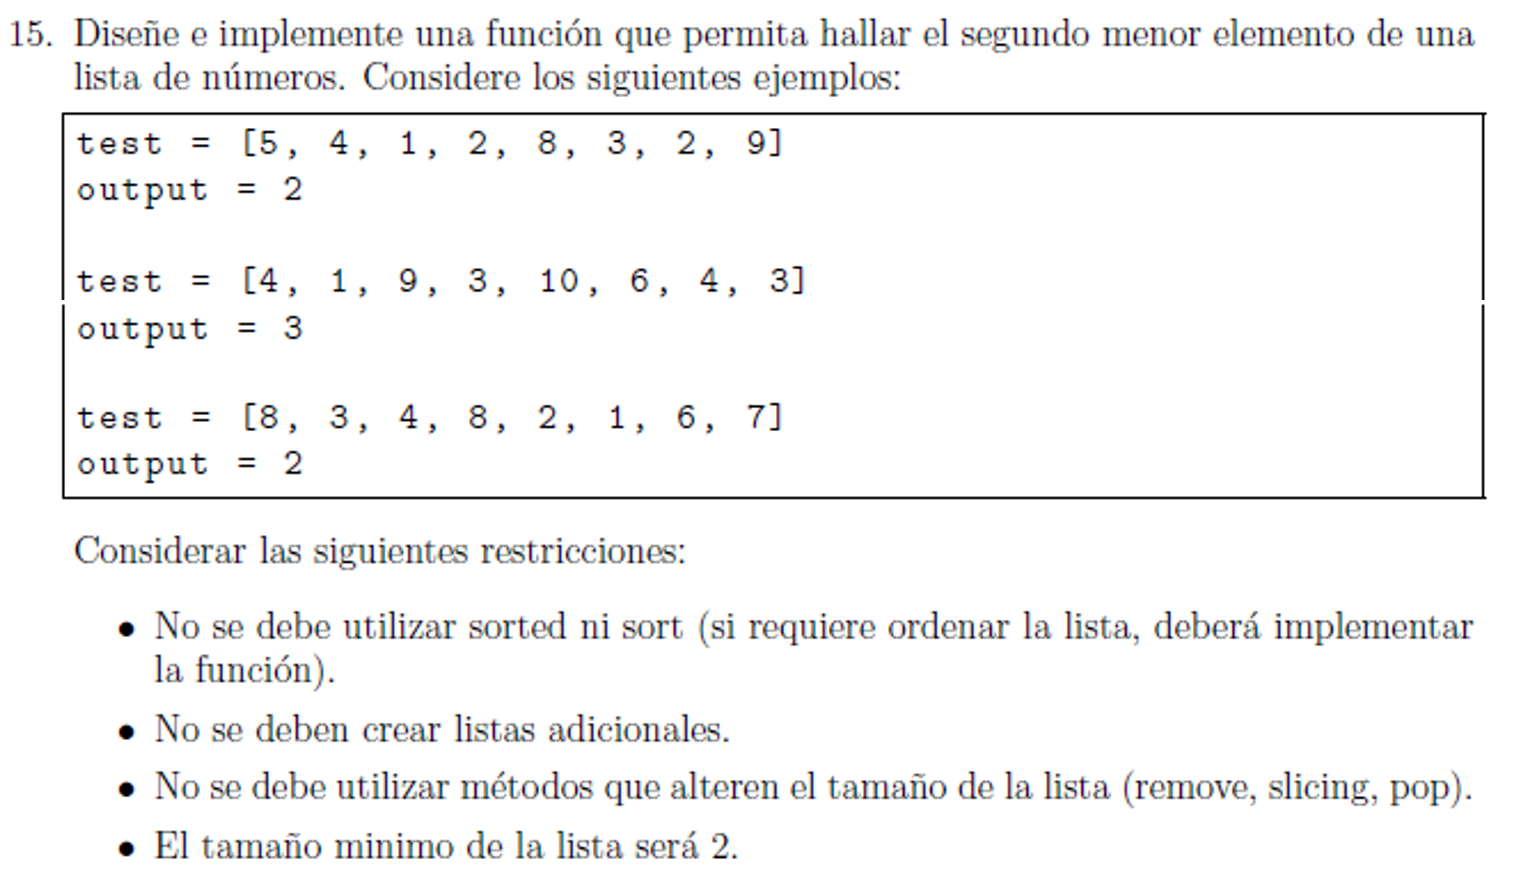 15. Diseñe e implemente una función que permita hallar el segundo menor elemento de una
lista de números. Considere los siguientes ejemplos:
test = [5, 4, 1, 2, 8, 3, 2, 9]
output = 2
test = [4, 1, 9, 3, 10, 6, 4, 3]
output = 3
test = [8, 3, 4, 8, 2, 1, 6, 7]
output = 2
Considerar las siguientes restricciones:
• No se debe utilizar sorted ni sort (si requiere ordenar la lista, deberá implementar
la función).
• No se deben crear listas adicionales.
• No se debe utilizar métodos que alteren el tamaño de la lista (remove, slicing, pop).
• El tamaño minimo de la lista será 2.